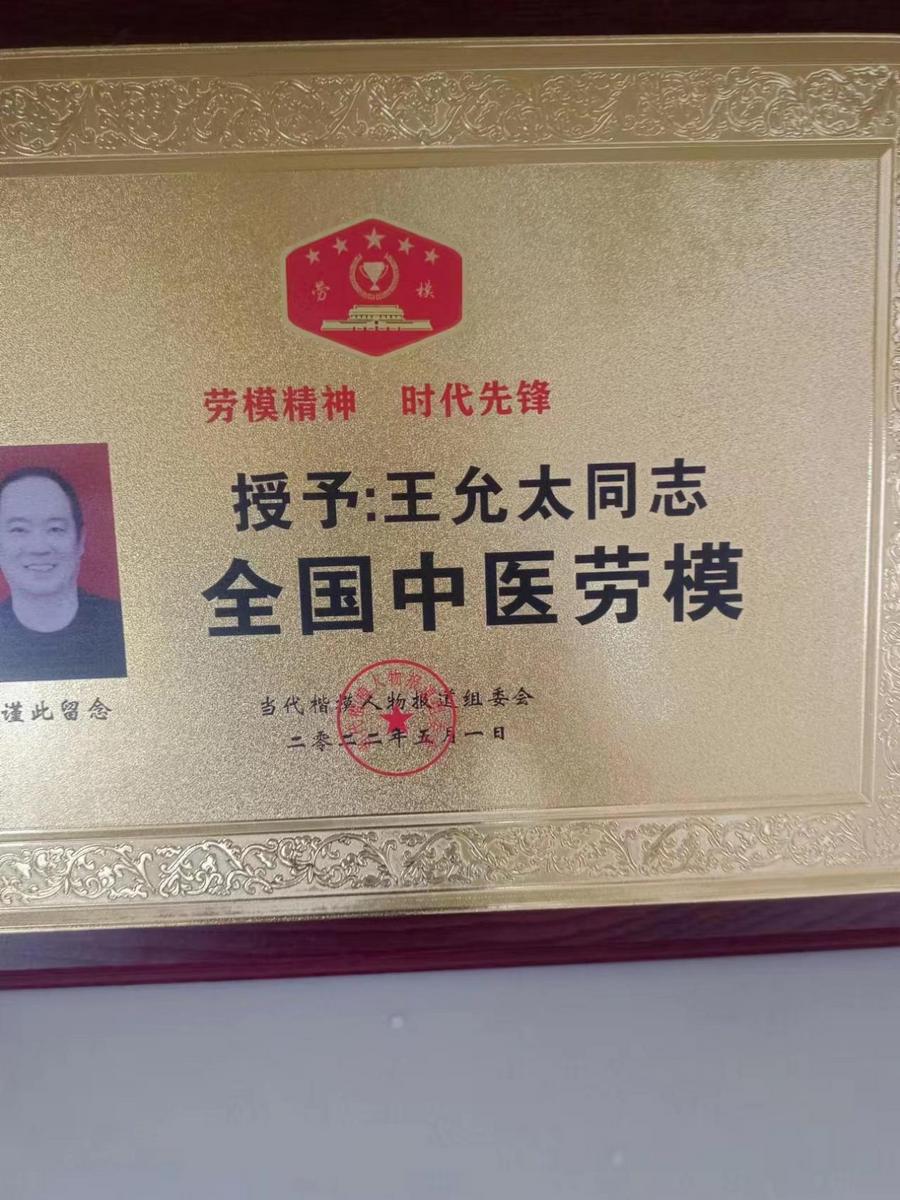 劳 模
劳模精神 时代先锋
授予:王允太同志
全国中医劳模
谨此留念
当代楷模人物报道组委会
二零二二年五月一日